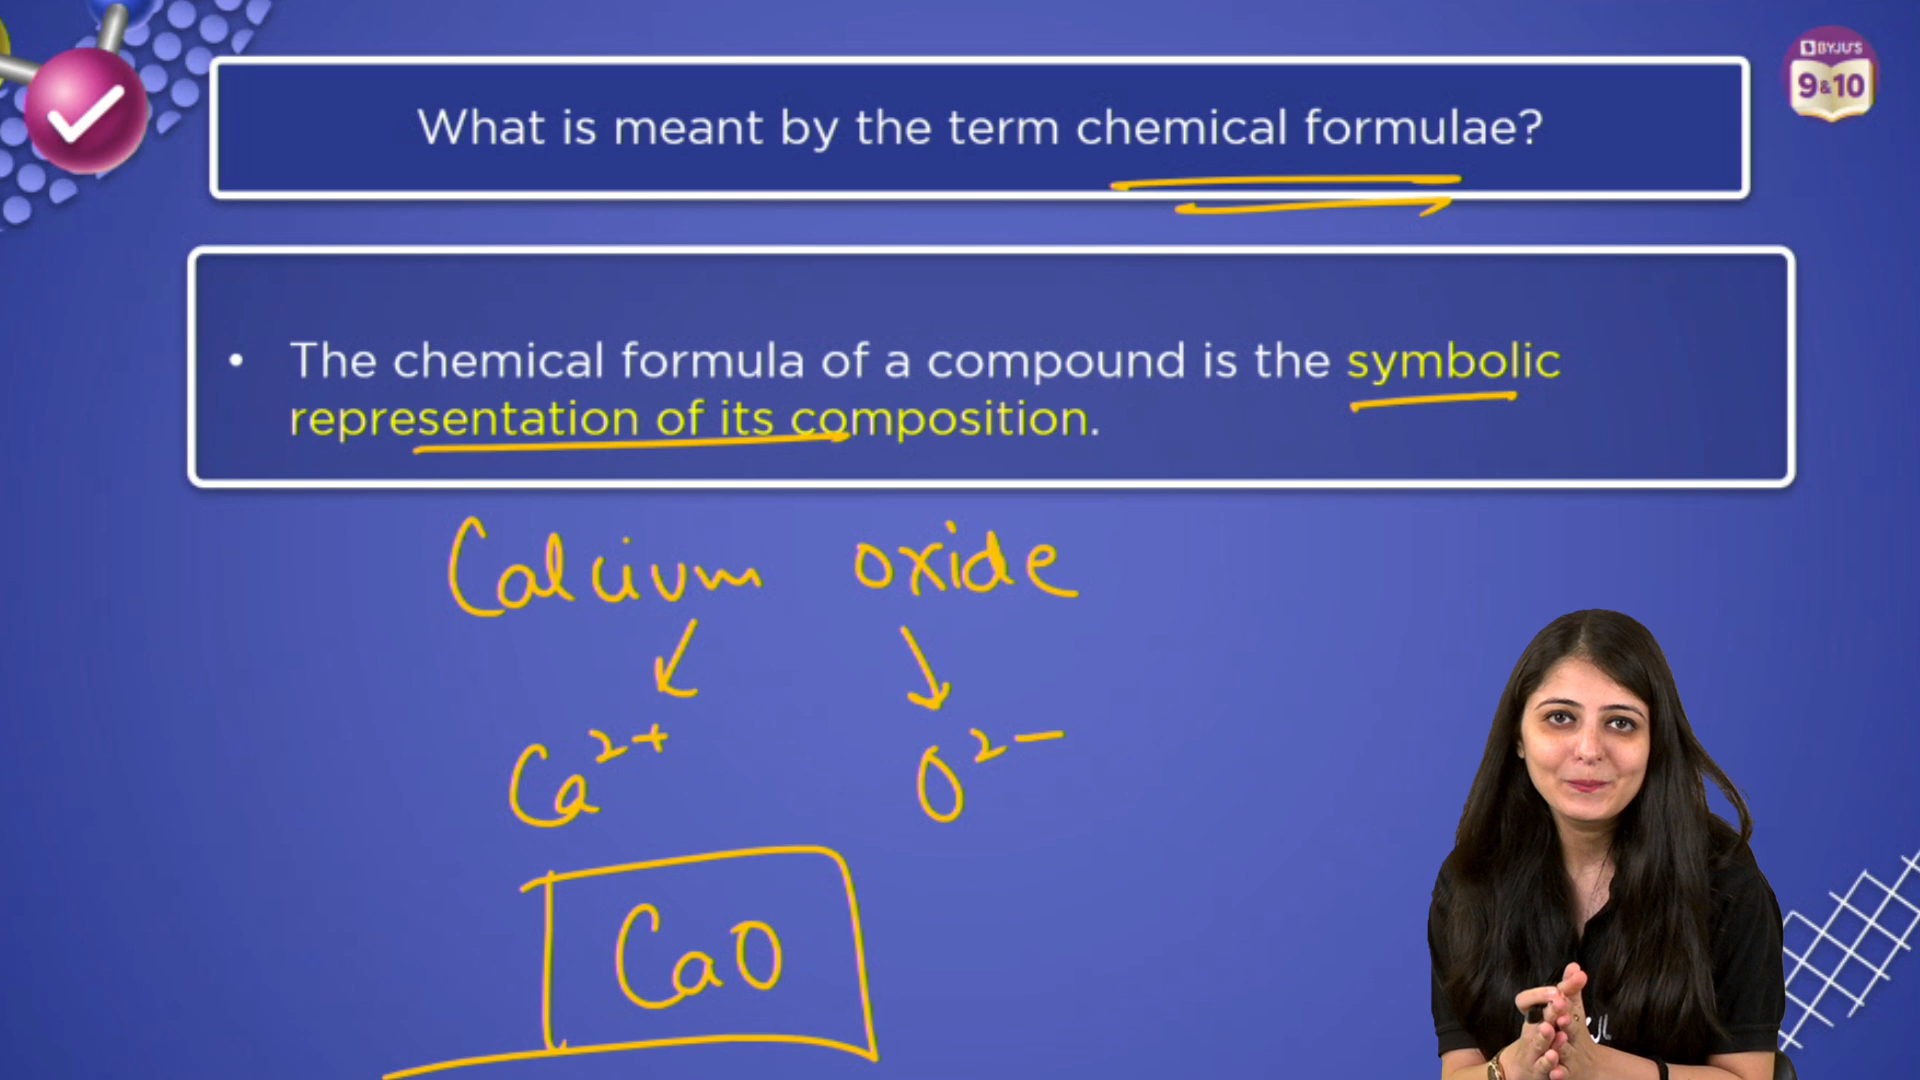 BYJU'S
9&10
What is meant by the term chemical formulae?
• The chemical formula of a compound is the symbolic
representation of its composition.
Calcium oxide
Ca²⁺ O²⁻
CaO